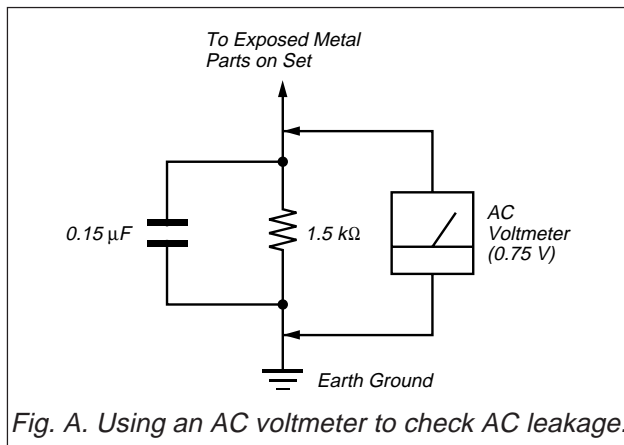 To Exposed Metal
Parts on Set
0.15 μF
1.5 kΩ
AC
Voltmeter
(0.75 V)
Earth Ground
Fig. A. Using an AC voltmeter to check AC leakage.